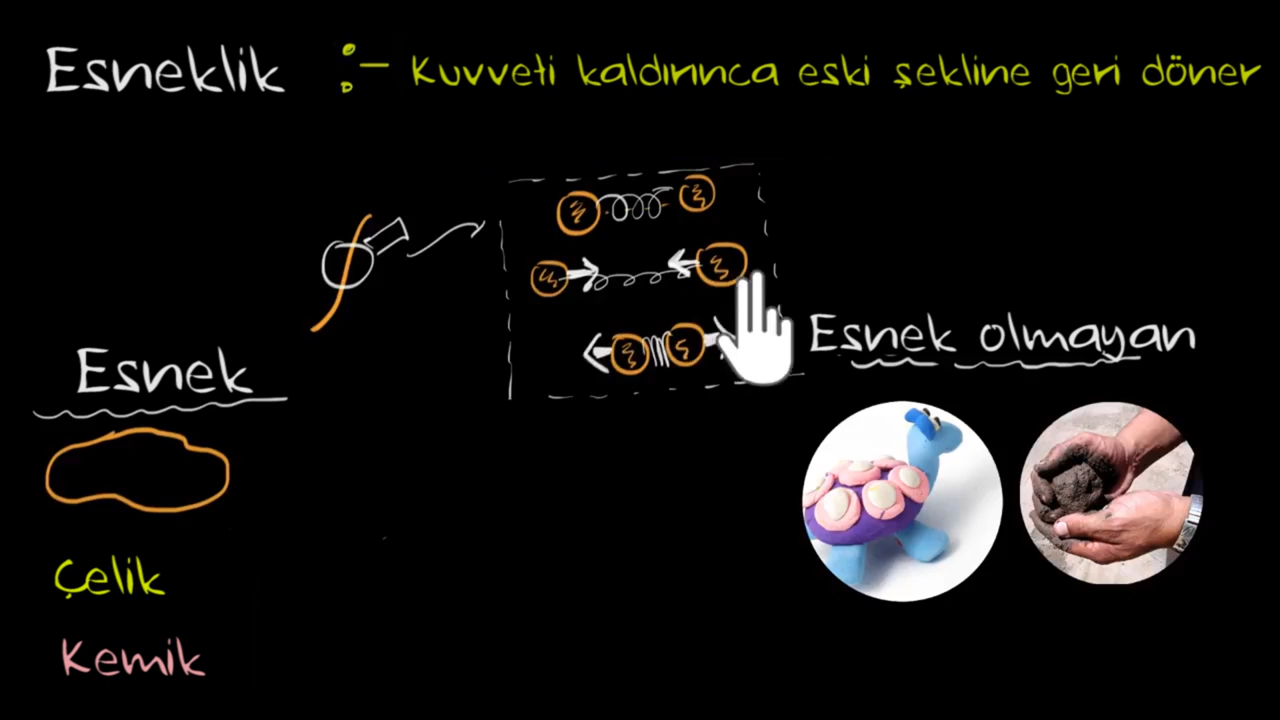 Esneklik :- Kuvveti kaldırınca eski şekline geri döner
Esnek olmayan
Esnek
Çelik
Kemik